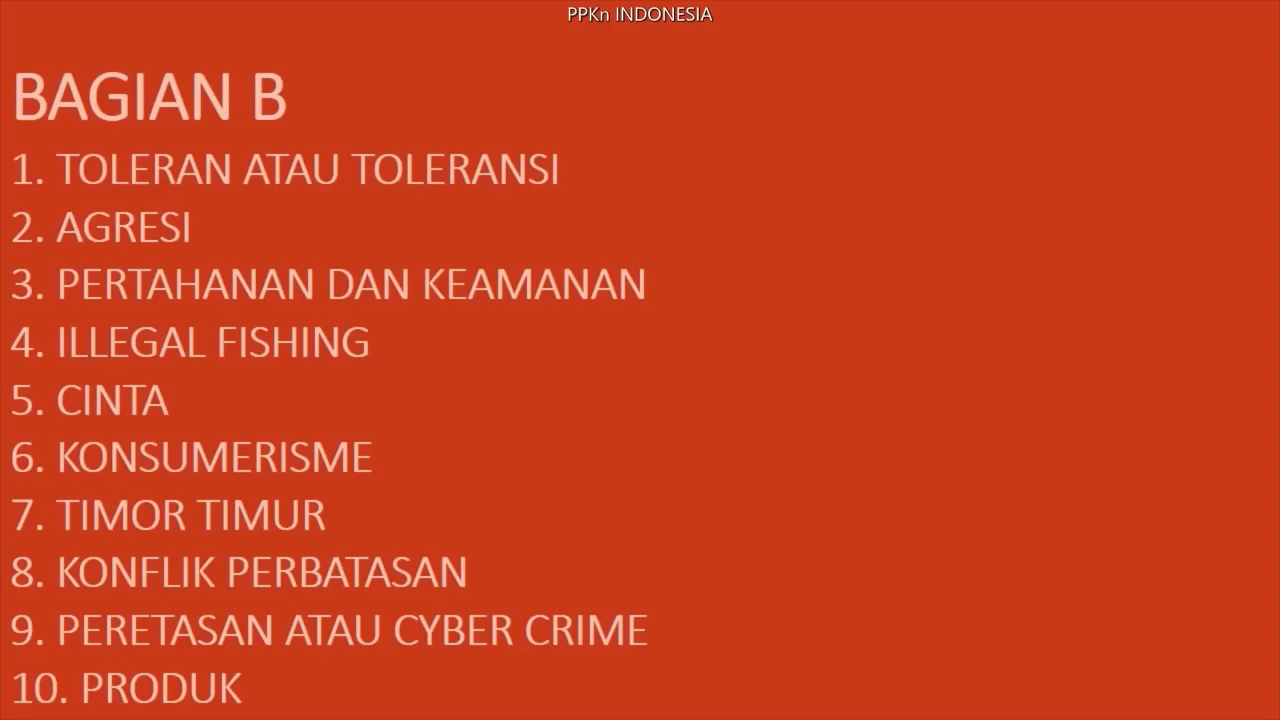 PPKn INDONESIA
BAGIAN B
1. TOLERAN ATAU TOLERANSI
2. AGRESI
3. PERTAHANAN DAN KEAMANAN
4. ILLEGAL FISHING
5. CINTA
6. KONSUMERISME
7. TIMOR TIMUR
8. KONFLIK PERBATASAN
9. PERETASAN ATAU CYBER CRIME
10. PRODUK